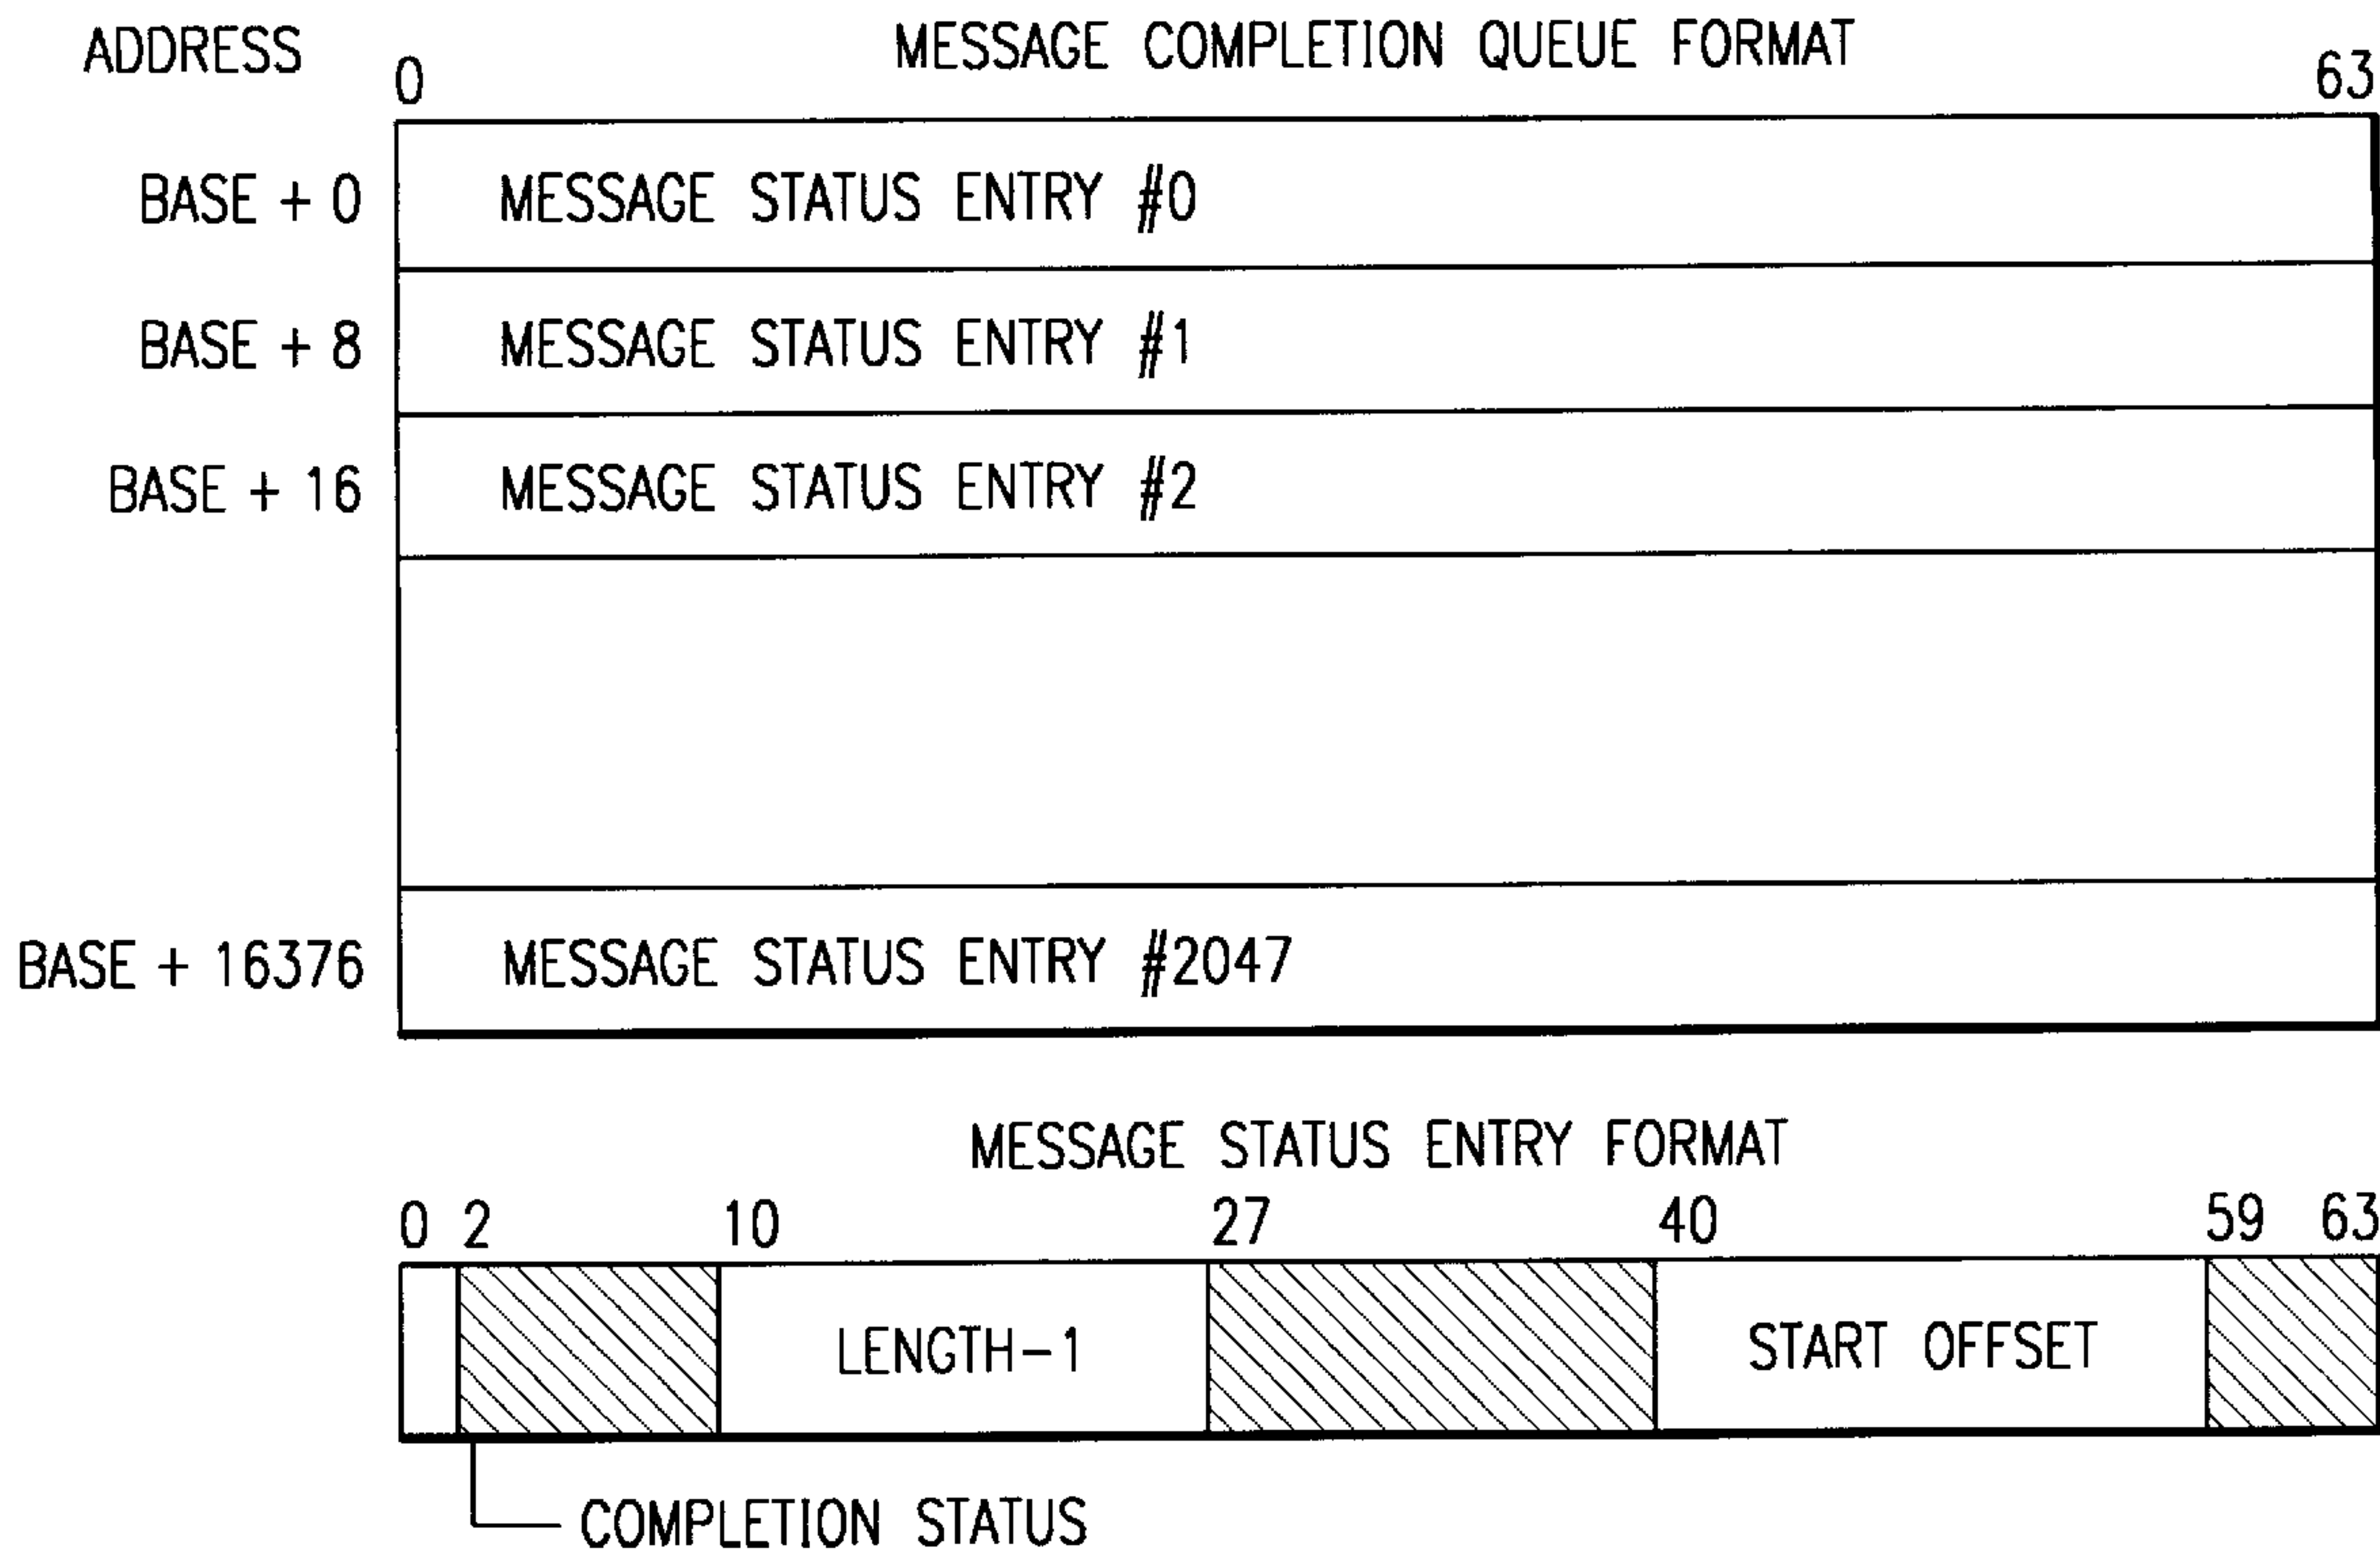 ADDRESS MESSAGE COMPLETION QUEUE FORMAT
0 63
BASE + 0 MESSAGE STATUS ENTRY #0
BASE + 8 MESSAGE STATUS ENTRY #1
BASE + 16 MESSAGE STATUS ENTRY #2
BASE + 16376 MESSAGE STATUS ENTRY #2047
MESSAGE STATUS ENTRY FORMAT
0 2 10 27 40 59 63
LENGTH-1 START OFFSET
COMPLETION STATUS